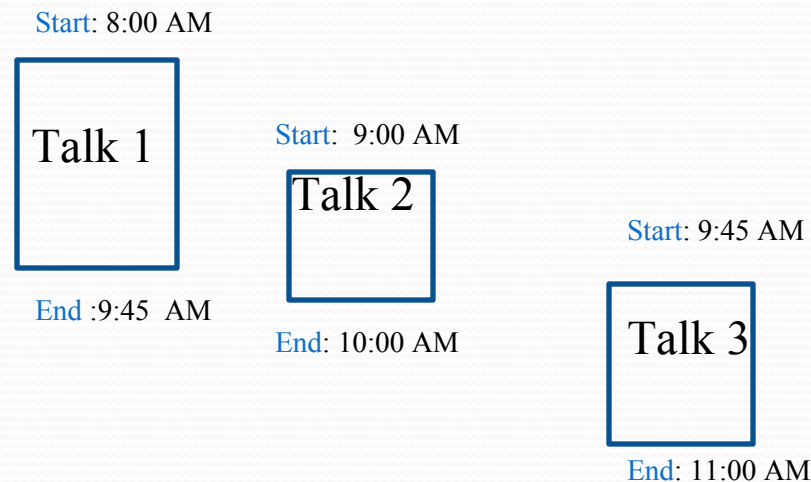 Start: 8:00 AM
Talk 1
End :9:45 AM
Start: 9:00 AM
Talk 2
End: 10:00 AM
Start: 9:45 AM
Talk 3
End: 11:00 AM